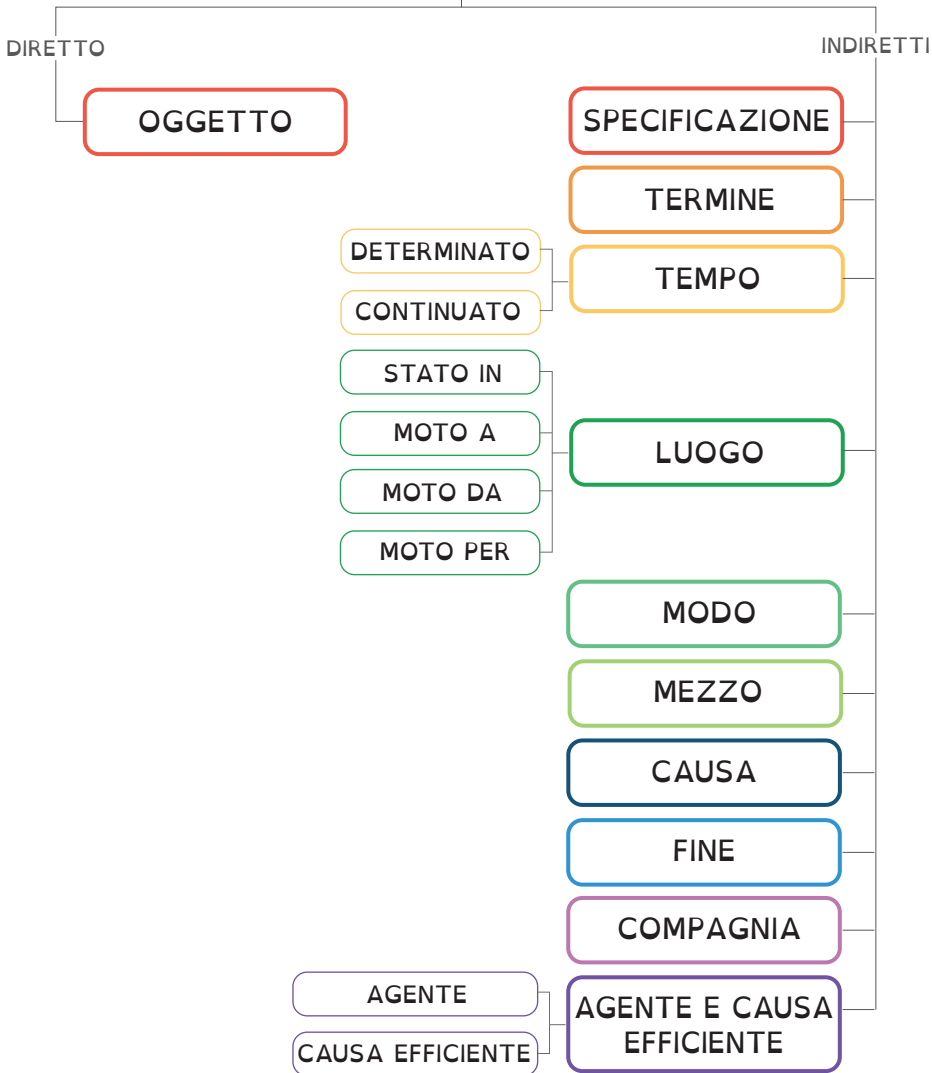 DIRETTO
INDIRETTI
OGGETTO
SPECIFICAZIONE
TERMINE
TEMPO
DETERMINATO
CONTINUATO
LUOGO
STATO IN
MOTO A
MOTO DA
MOTO PER
MODO
MEZZO
CAUSA
FINE
COMPAGNIA
AGENTE E CAUSA
EFFICIENTE
AGENTE
CAUSA EFFICIENTE